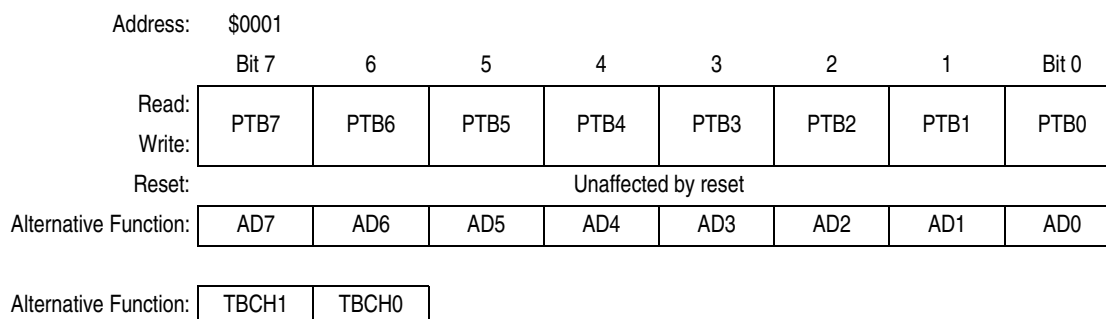 Address: $0001
Bit 7 6 5 4 3 2 1 Bit 0
Read:
PTB7 PTB6 PTB5 PTB4 PTB3 PTB2 PTB1 PTB0
Write:
Reset: Unaffected by reset
Alternative Function: AD7 AD6 AD5 AD4 AD3 AD2 AD1 AD0
Alternative Function: TBCH1 TBCH0